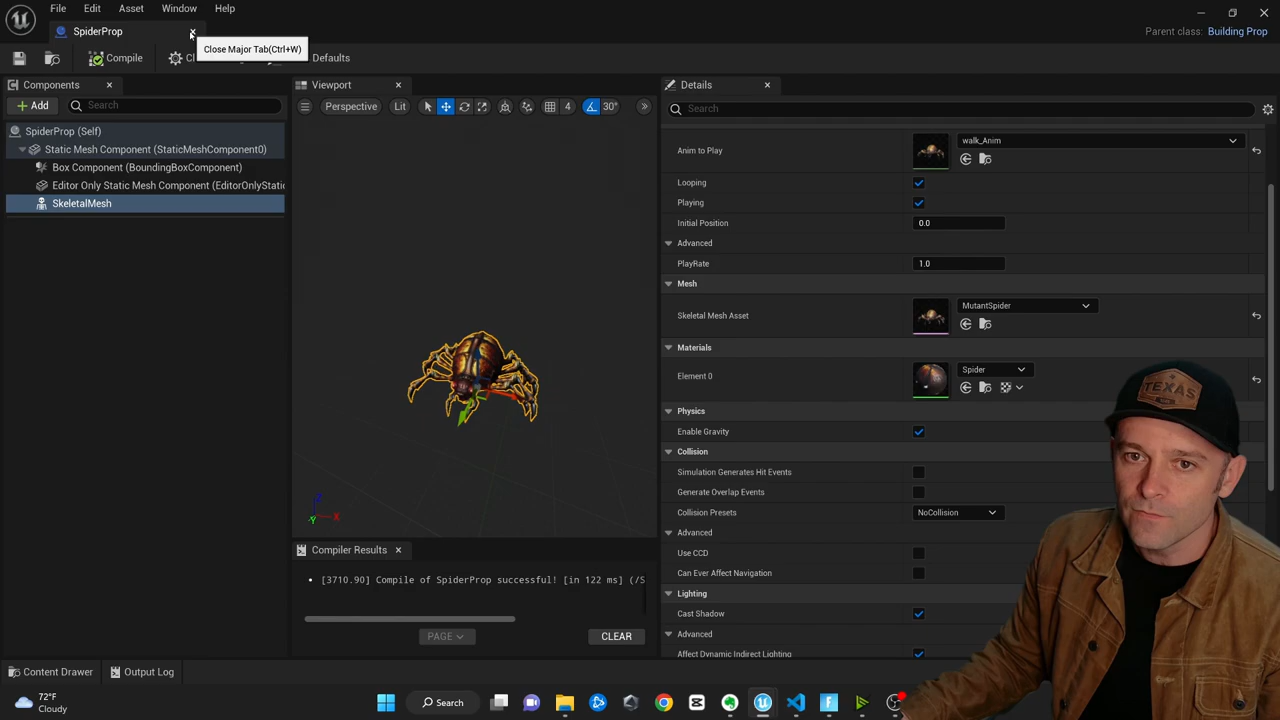 File Edit Asset Window Help
SpiderProp
Close Major Tab(Ctrl+W)
Parent class: Building Prop
Compile Cl Defaults
Components
Add Search
SpiderProp (Self)
Static Mesh Component (StaticMeshComponent0)
Box Component (BoundingBoxComponent)
Editor Only Static Mesh Component (EditorOnlyStati
SkeletalMesh
Viewport
Perspective Lit 4 30°
X
Y
Compiler Results
• [3710.90] Compile of SpiderProp successful! [in 122 ms] (/S
PAGE CLEAR
Details
Search
Anim to Play walk_Anim
Looping
Playing
Initial Position 0.0
Advanced
PlayRate 1.0
Mesh
Skeletal Mesh Asset MutantSpider
Materials
Element 0 Spider
Physics
Enable Gravity
Collision
Simulation Generates Hit Events
Generate Overlap Events
Collision Presets NoCollision
Advanced
Use CCD
Can Ever Affect Navigation
Lighting
Cast Shadow
Advanced
Affect Dynamic Indirect Lighting
TEXAS
Content Drawer Output Log
72°F
Cloudy
Search